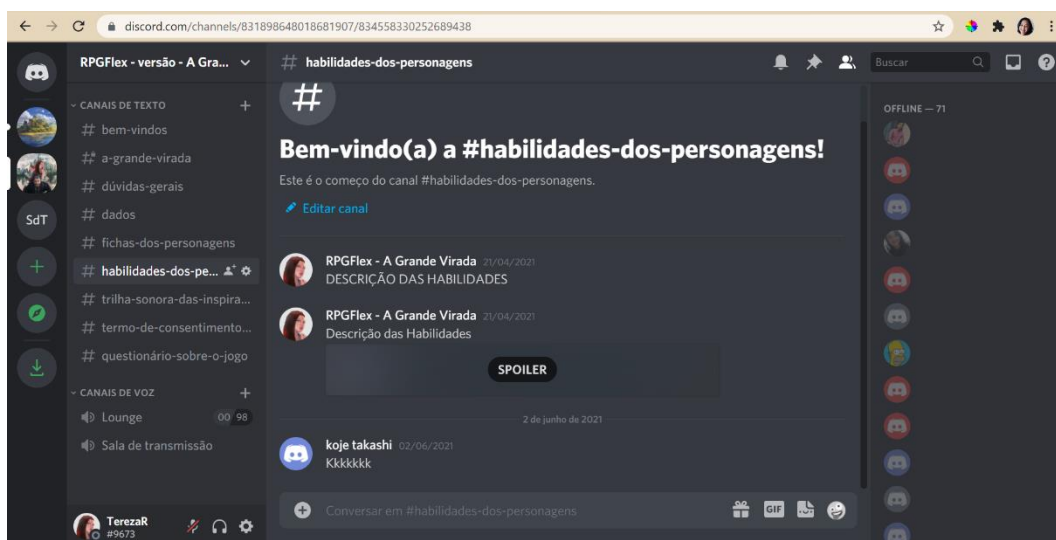 discord.com/channels/831898648018681907/834558330252689438
RPGFlex - versão - A Gra...
# habilidades-dos-personagens
Buscar
SdT
CANAIS DE TEXTO
# bem-vindos
# a-grande-virada
# dúvidas-gerais
# dados
# fichas-dos-personagens
# habilidades-dos-pe...
# trilha-sonora-das-inspira...
# termo-de-consentimento...
# questionário-sobre-o-jogo
CANAIS DE VOZ
Lounge 00 98
Sala de transmissão
TerezaR
#9673
#
Bem-vindo(a) a #habilidades-dos-personagens!
Este é o começo do canal #habilidades-dos-personagens.
Editar canal
RPGFlex - A Grande Virada 21/04/2021
DESCRIÇÃO DAS HABILIDADES
RPGFlex - A Grande Virada 21/04/2021
Descrição das Habilidades
SPOILER
2 de junho de 2021
koje takashi 02/06/2021
Kkkkkkk
Conversar em #habilidades-dos-personagens
GIF
OFFLINE — 71